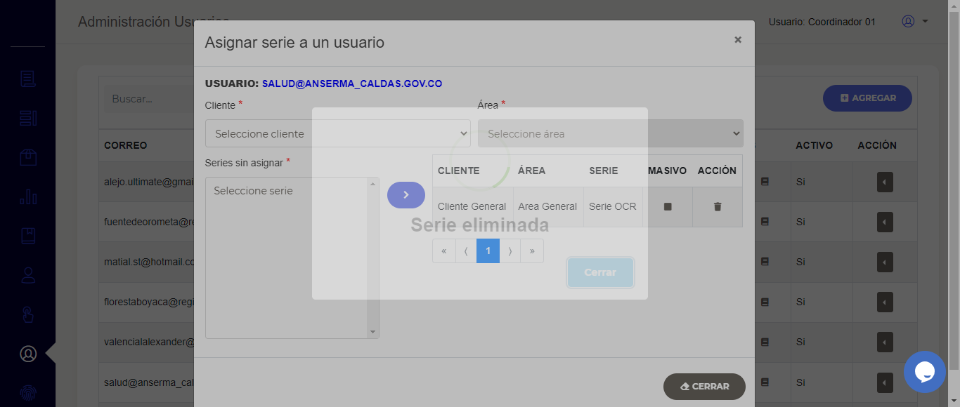 Administración Usuarios
Usuario: Coordinador 01
Asignar serie a un usuario
×
USUARIO: SALUD@ANSERMA_CALDAS.GOV.CO
Buscar...
AGREGAR
Cliente *
Área *
Seleccione cliente
Seleccione área
CORREO
ACTIVO
ACCIÓN
Series sin asignar *
Seleccione serie
CLIENTE
ÁREA
SERIE
MASIVO
ACCIÓN
Cliente General
Area General
Serie OCR
Serie eliminada
« ⟨ 1 ⟩ »
Cerrar
alejo.ultimate@gmai
Si
fuentedeorometa@r
Si
matial.st@hotmail.cc
Si
florestaboyaca@regi
Si
valencialalexander@
Si
salud@anserma_cal
Si
CERRAR